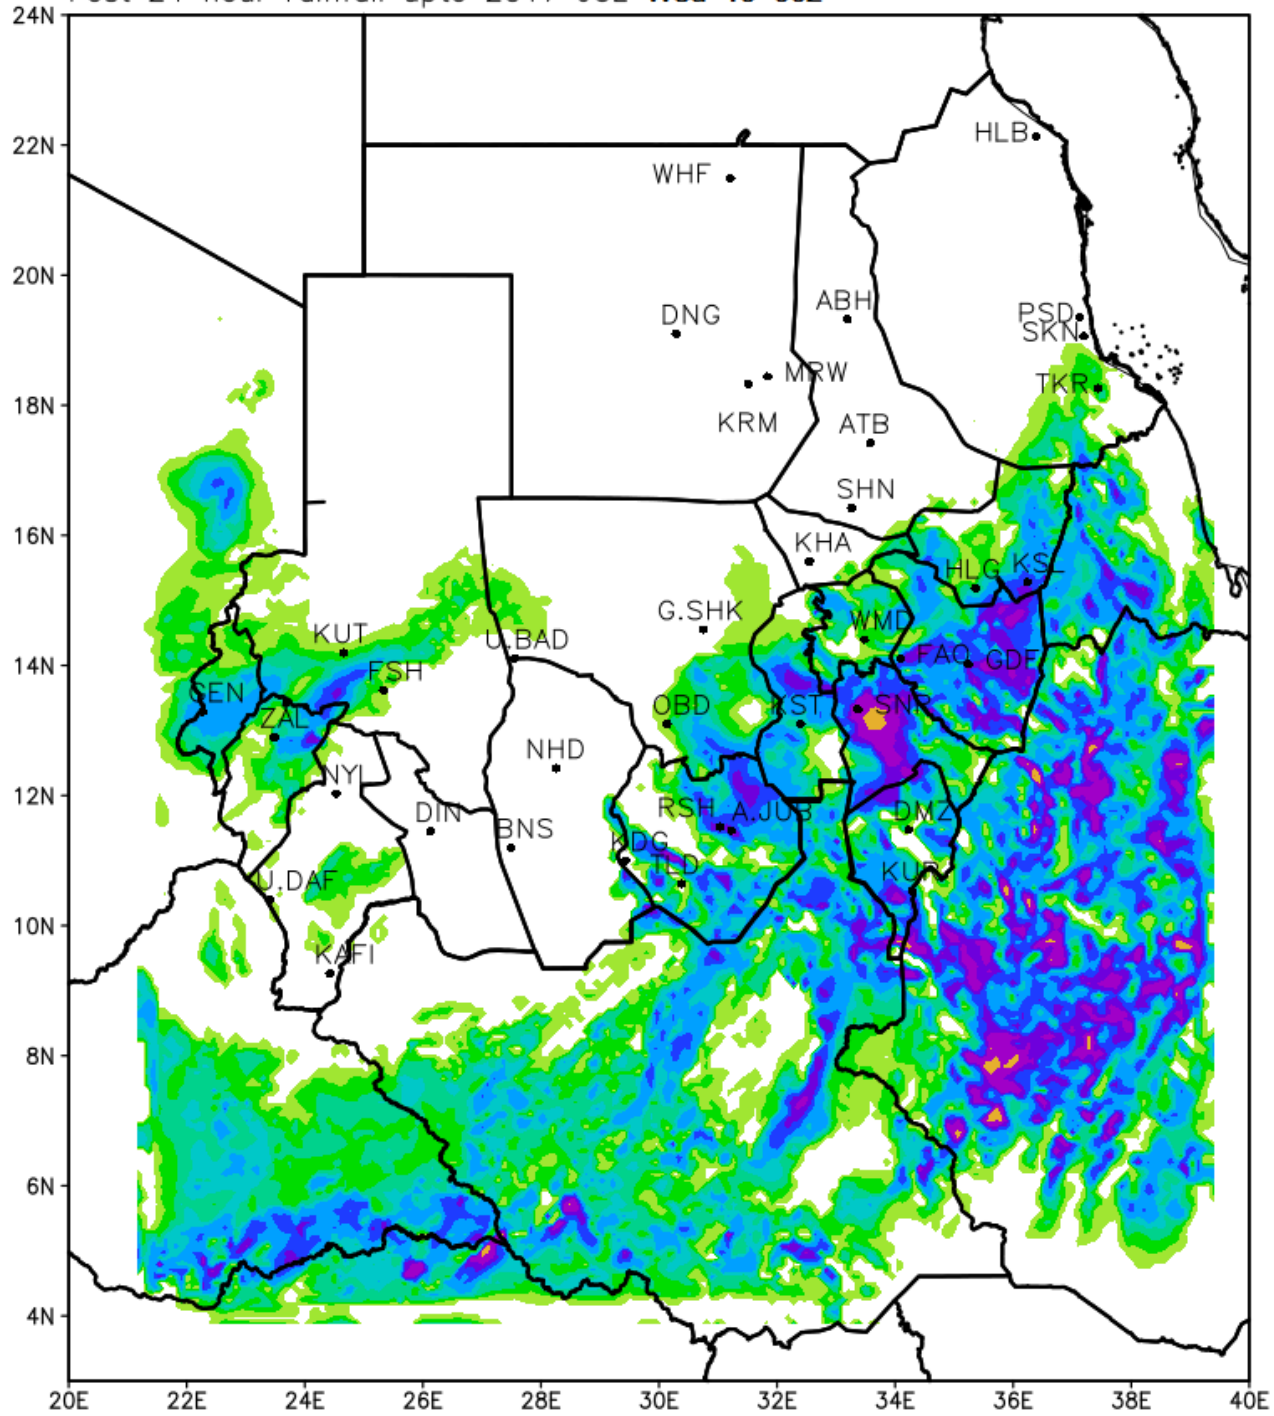 24N
22N
20N
18N
16N
14N
12N
10N
8N
6N
4N
HLB
WHF
ABH
DNG
PSD
SKN
MRW
TKR
KRM
ATB
SHN
KHA
HLG KSL
G.SHK
WMD
KUT
U.BAD
FAO GDF
FSH
GEN
OBD
KST
SNR
ZAL
NHD
NYL
RSH A.JUB
DMZ
DIN
BNS
KDG
TLD
KUR
U.DAF
KAFI
20E 22E 24E 26E 28E 30E 32E 34E 36E 38E 40E